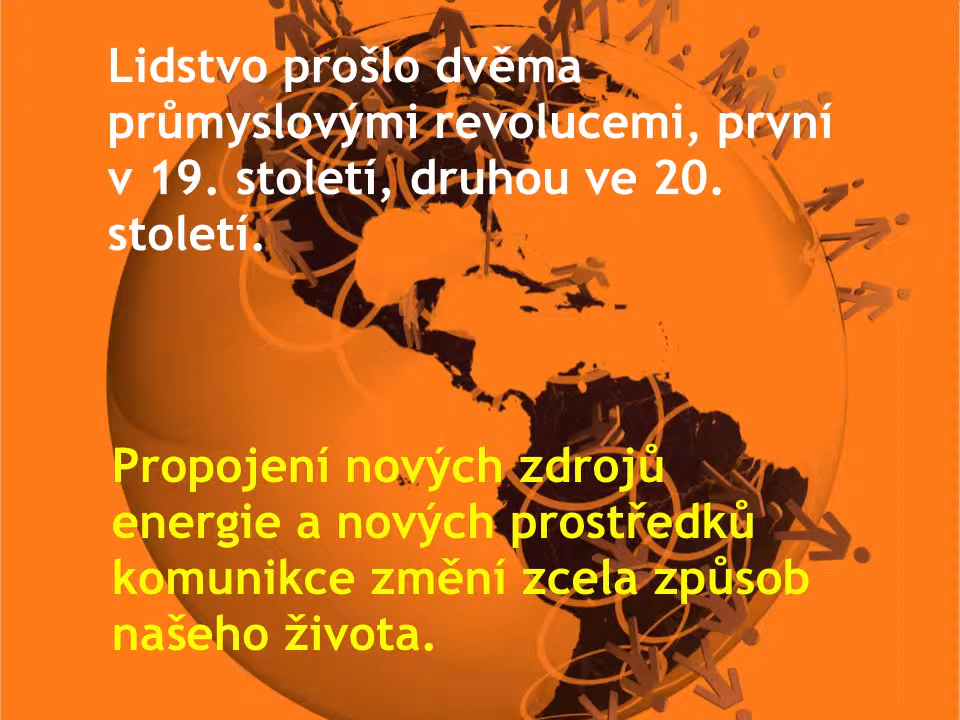 Lidstvo prošlo dvěma
průmyslovými revolucemi, první
v 19. století, druhou ve 20.
století.
Propojení nových zdrojů
energie a nových prostředků
komunikce změní zcela způsob
našeho života.